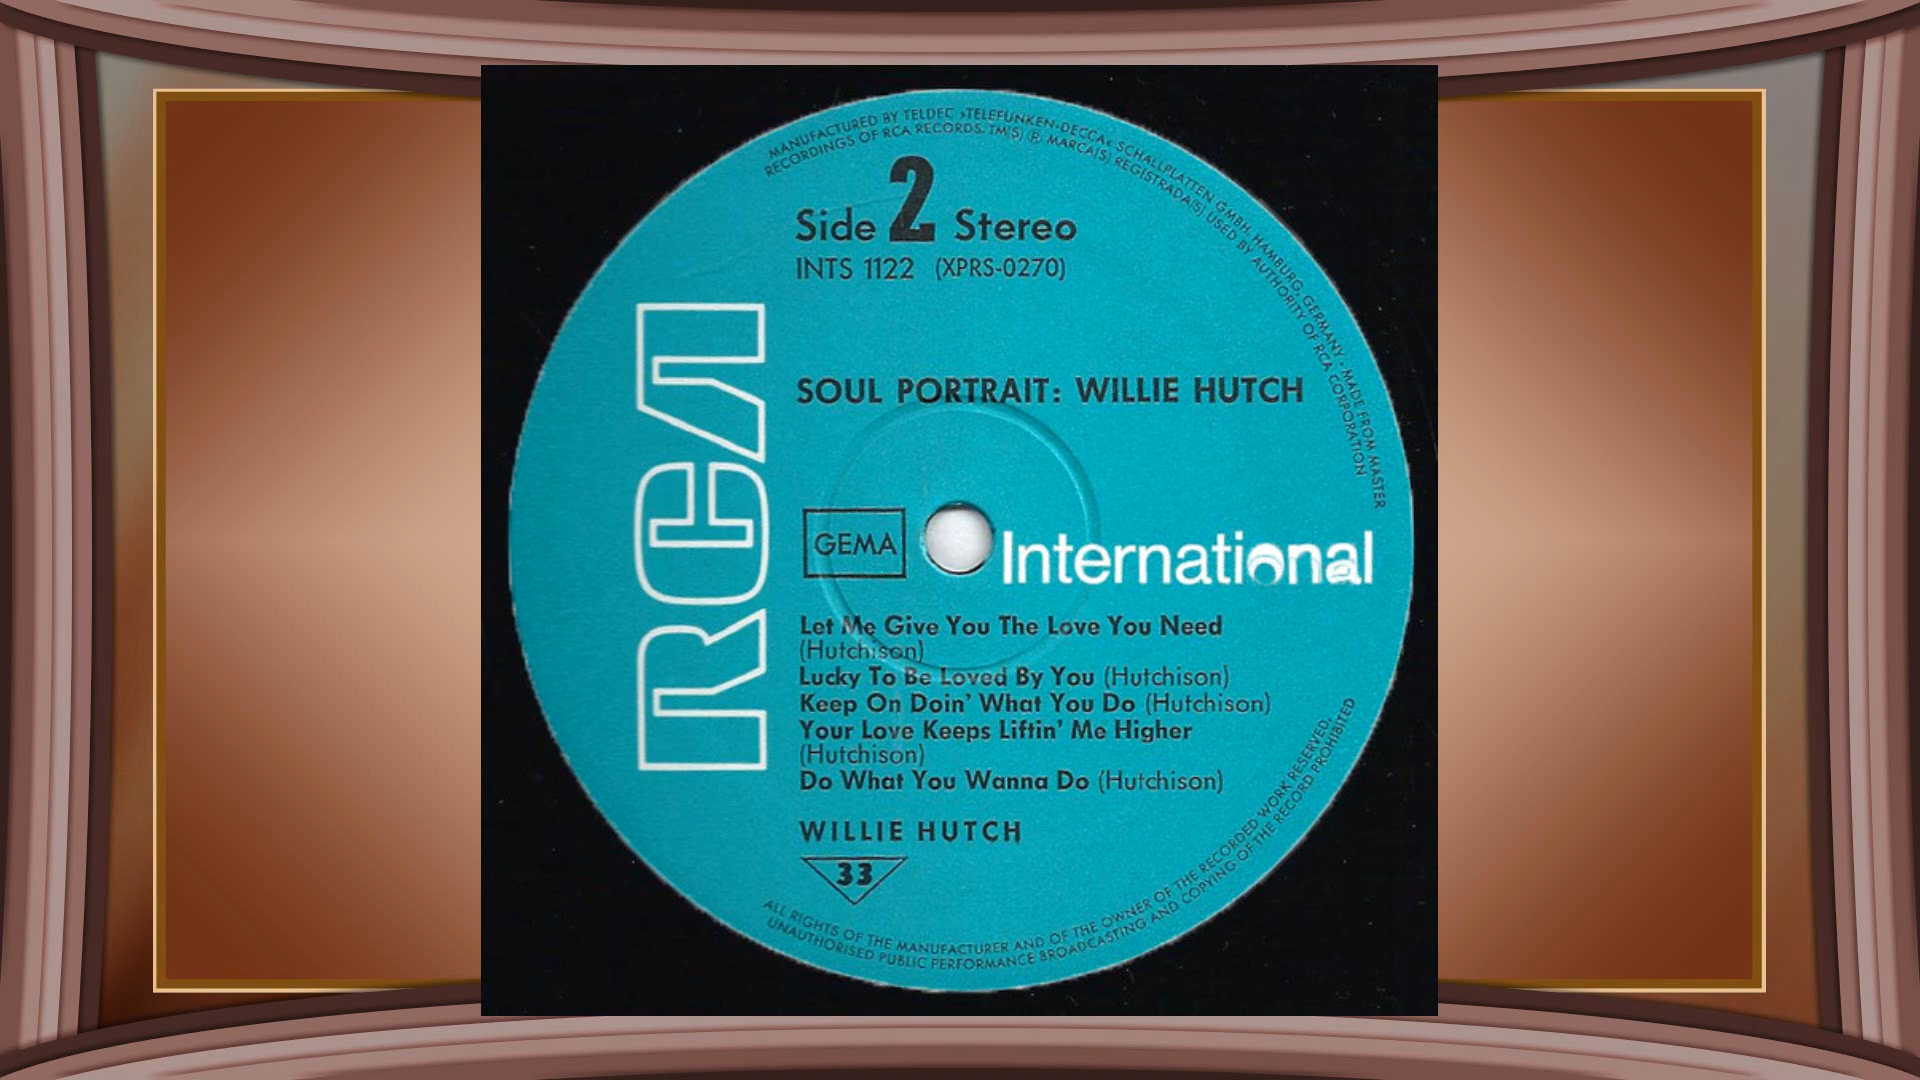 MANUFACTURED BY TELDEC »TELEFUNKEN-DECCA« SCHALLPLATTEN GMBH, HAMBURG, GERMANY · MADE FROM MASTER
RECORDINGS OF RCA RECORDS. TM(S) ® MARCA(S) REGISTRADA(S) USED BY AUTHORITY OF RCA CORPORATION
Side 2 Stereo
INTS 1122 (XPRS-0270)
RCA
SOUL PORTRAIT: WILLIE HUTCH
GEMA
International
Let Me Give You The Love You Need
(Hutchison)
Lucky To Be Loved By You (Hutchison)
Keep On Doin' What You Do (Hutchison)
Your Love Keeps Liftin' Me Higher
(Hutchison)
Do What You Wanna Do (Hutchison)
WILLIE HUTCH
33
ALL RIGHTS OF THE MANUFACTURER AND OF THE OWNER OF THE RECORDED WORK RESERVED.
UNAUTHORISED PUBLIC PERFORMANCE BROADCASTING AND COPYING OF THE RECORD PROHIBITED